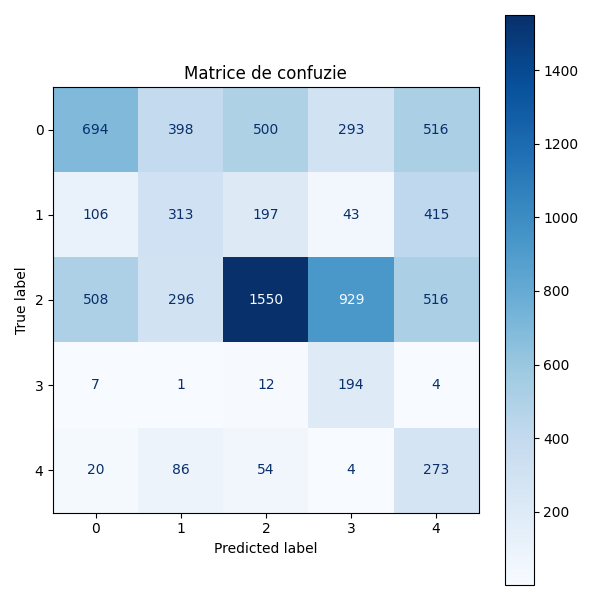 Matrice de confuzie
True label
0 694 398 500 293 516
1 106 313 197 43 415
2 508 296 1550 929 516
3 7 1 12 194 4
4 20 86 54 4 273
0 1 2 3 4
Predicted label
1400
1200
1000
800
600
400
200